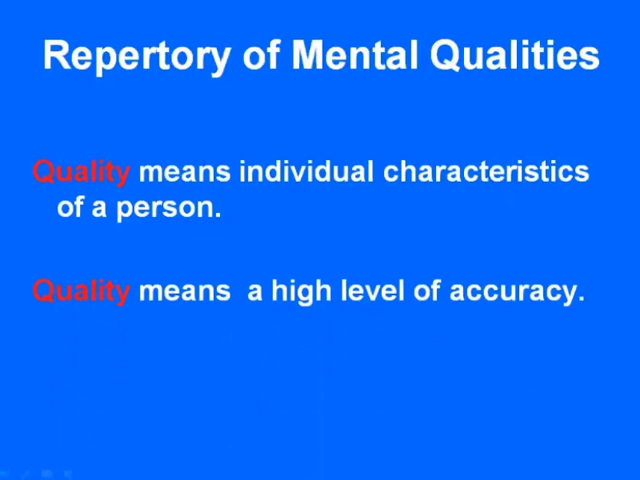 Repertory of Mental Qualities
Quality means individual characteristics
of a person.
Quality means a high level of accuracy.